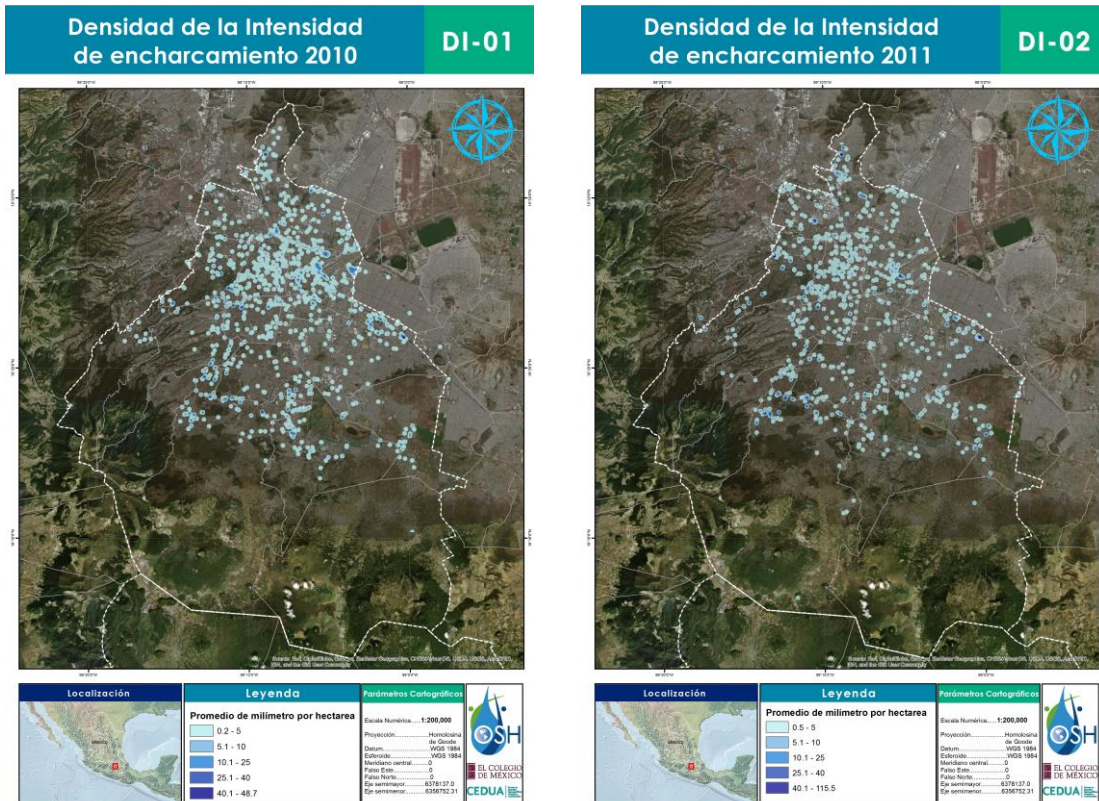 Densidad de la Intensidad
de encharcamiento 2010
DI-01
Localización
México
Leyenda
Promedio de milímetro por hectarea
0.2 - 5
5.1 - 10
10.1 - 25
25.1 - 40
40.1 - 48.7
Parámetros Cartográficos
Escala Numérica.....1:200,000
Proyección...............Homolosina
de Goode
Datum.....................WGS 1984
Esferoide.................WGS 1984
Meridiano central.......0
Falso Este................0
Falso Norte...............0
Eje semimayor.........6378137.0
Eje semimenor.........6356752.31
OSH
EL COLEGIO
DE MÉXICO
CEDUA
Densidad de la Intensidad
de encharcamiento 2011
DI-02
Localización
México
Leyenda
Promedio de milímetro por hectarea
0.5 - 5
5.1 - 10
10.1 - 25
25.1 - 40
40.1 - 115.5
Parámetros Cartográficos
Escala Numérica.....1:200,000
Proyección...............Homolosina
de Goode
Datum.....................WGS 1984
Esferoide.................WGS 1984
Meridiano central.......0
Falso Este................0
Falso Norte...............0
Eje semimayor.........6378137.0
Eje semimenor.........6356752.31
OSH
EL COLEGIO
DE MÉXICO
CEDUA